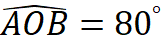 $\widehat{AOB} = 80^{\circ}$